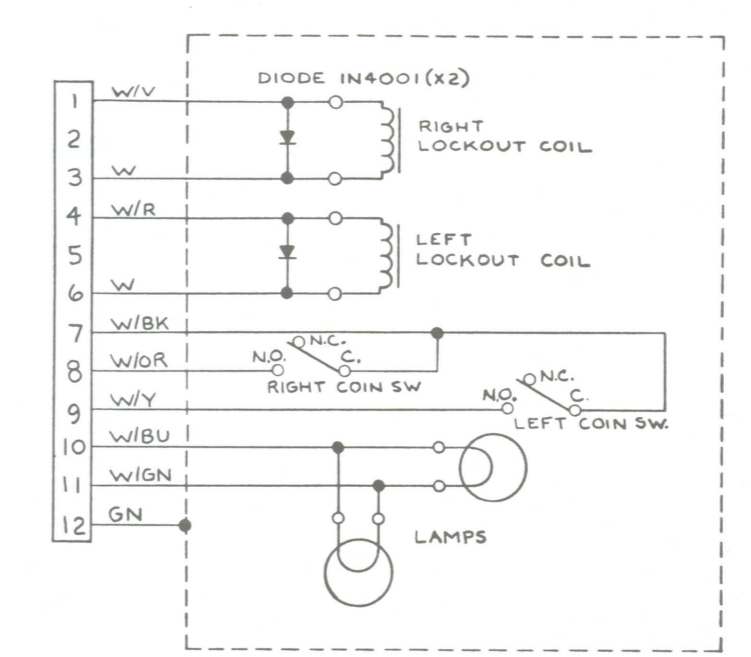 DIODE IN4001(X2)
1 W/V
2
3 W
RIGHT
LOCKOUT COIL
4 W/R
5
6 W
LEFT
LOCKOUT COIL
7 W/BK
8 W/OR
N.O. N.C. C.
RIGHT COIN SW
9 W/Y
N.O. N.C. C.
LEFT COIN SW.
10 W/BU
11 W/GN
12 GN
LAMPS